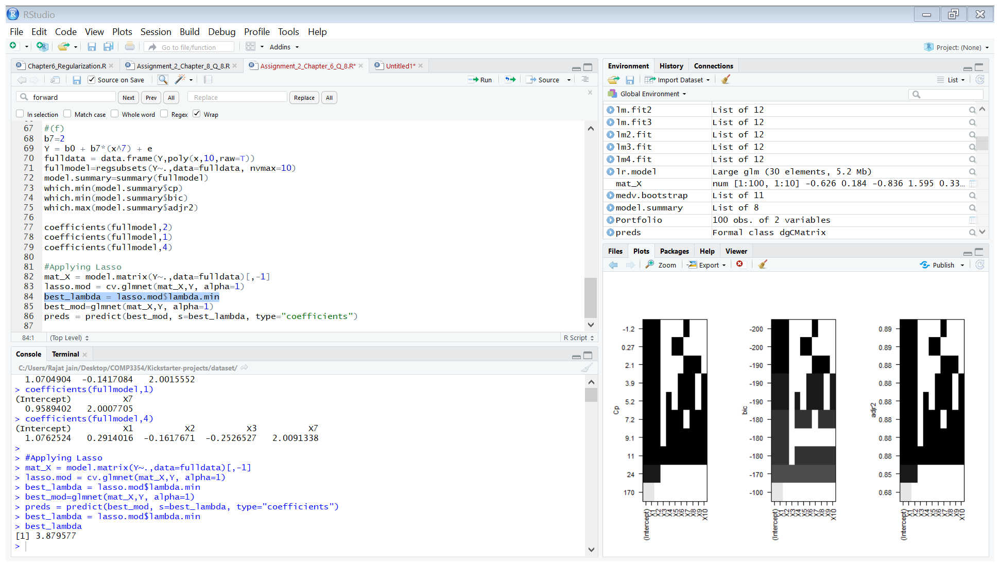 RStudio
File Edit Code View Plots Session Build Debug Profile Tools Help
Go to file/function
Addins
Project: (None)
Chapter6_Regularization.R
Assignment_2_Chapter_8_Q_8.R
Assignment_2_Chapter_6_Q_8.R*
Untitled1*
Source on Save
Run
Source
forward
Next
Prev
All
Replace
Replace
All
In selection
Match case
Whole word
Regex
Wrap
67 #(f)
68 b7=2
69 Y = b0 + b7*(x^7) + e
70 fulldata = data.frame(Y,poly(x,10,raw=T))
71 fullmodel=regsubsets(Y~.,data=fulldata, nvmax=10)
72 model.summary=summary(fullmodel)
73 which.min(model.summary$cp)
74 which.min(model.summary$bic)
75 which.max(model.summary$adjr2)
76
77 coefficients(fullmodel,2)
78 coefficients(fullmodel,1)
79 coefficients(fullmodel,4)
80
81 #Applying Lasso
82 mat_X = model.matrix(Y~.,data=fulldata)[,-1]
83 lasso.mod = cv.glmnet(mat_X,Y, alpha=1)
84 best_lambda = lasso.mod$lambda.min
85 best_mod=glmnet(mat_X,Y, alpha=1)
86 preds = predict(best_mod, s=best_lambda, type="coefficients")
87
84:1 (Top Level) R Script
Console Terminal
C:/Users/Rajat jain/Desktop/COMP3354/Kickstarter-projects/dataset/
1.0704904 -0.1417084 2.0015552
> coefficients(fullmodel,1)
(Intercept) X7
0.9589402 2.0007705
> coefficients(fullmodel,4)
(Intercept) X1 X2 X3 X7
1.0762524 0.2914016 -0.1617671 -0.2526527 2.0091338
>
> #Applying Lasso
> mat_X = model.matrix(Y~.,data=fulldata)[,-1]
> lasso.mod = cv.glmnet(mat_X,Y, alpha=1)
> best_lambda = lasso.mod$lambda.min
> best_mod=glmnet(mat_X,Y, alpha=1)
> preds = predict(best_mod, s=best_lambda, type="coefficients")
> best_lambda = lasso.mod$lambda.min
> best_lambda
[1] 3.879577
>
Environment History Connections
Import Dataset
List
Global Environment
lm.fit2 List of 12
lm.fit3 List of 12
lm2.fit List of 12
lm3.fit List of 12
lm4.fit List of 12
lr.model Large glm (30 elements, 5.2 Mb)
mat_X num [1:100, 1:10] -0.626 0.184 -0.836 1.595 0.33...
medv.bootstrap List of 11
model.summary List of 8
Portfolio 100 obs. of 2 variables
preds Formal class dgCMatrix
Files Plots Packages Help Viewer
Zoom Export Publish
Cp
-1.2
0.27
2.1
3.9
5.2
7.2
9.1
11
24
170
(Intercept) X1 X2 X3 X4 X5 X6 X7 X8 X9 X10
bic
-200
-200
-190
-190
-190
-180
-180
-180
-170
-100
(Intercept) X1 X2 X3 X4 X5 X6 X7 X8 X9 X10
adjr2
0.89
0.89
0.88
0.88
0.88
0.88
0.88
0.88
0.85
0.68
(Intercept) X1 X2 X3 X4 X5 X6 X7 X8 X9 X10